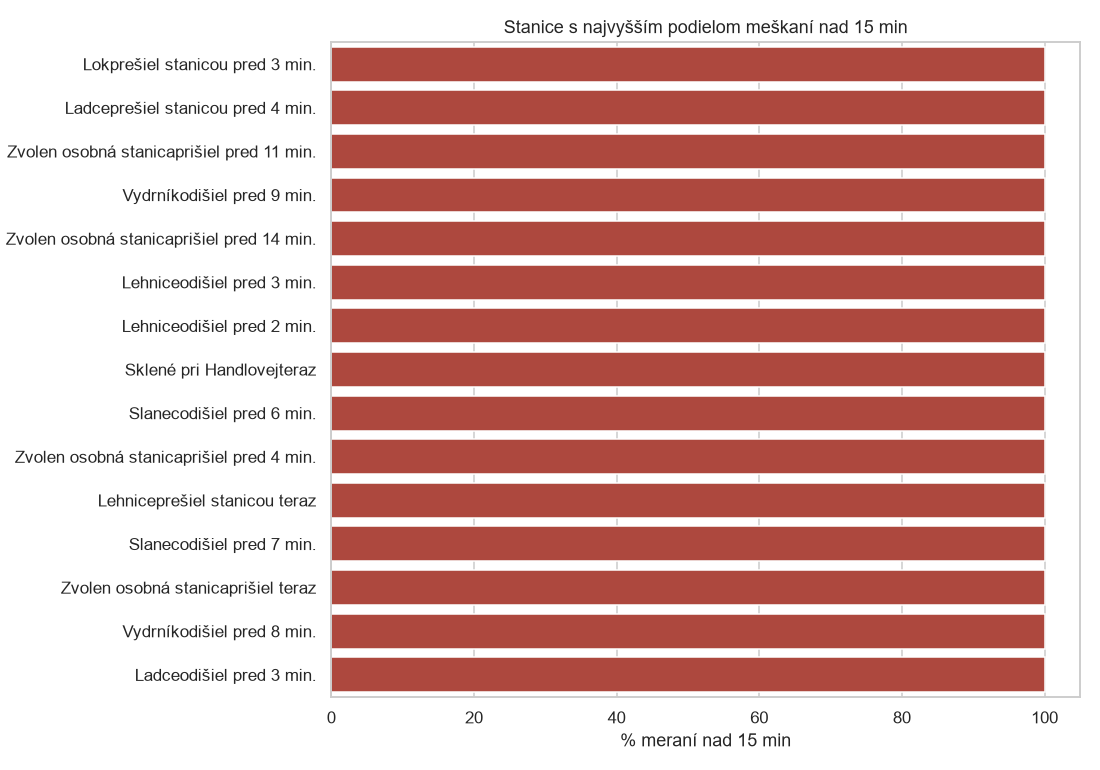 Stanice s najvyšším podielom meškaní nad 15 min
Lokprešiel stanicou pred 3 min.
Ladceprešiel stanicou pred 4 min.
Zvolen osobná stanicaprišiel pred 11 min.
Vydrníkodišiel pred 9 min.
Zvolen osobná stanicaprišiel pred 14 min.
Lehniceodišiel pred 3 min.
Lehniceodišiel pred 2 min.
Sklené pri Handlovejteraz
Slanecodišiel pred 6 min.
Zvolen osobná stanicaprišiel pred 4 min.
Lehniceprešiel stanicou teraz
Slanecodišiel pred 7 min.
Zvolen osobná stanicaprišiel teraz
Vydrníkodišiel pred 8 min.
Ladceodišiel pred 3 min.
0 20 40 60 80 100
% meraní nad 15 min